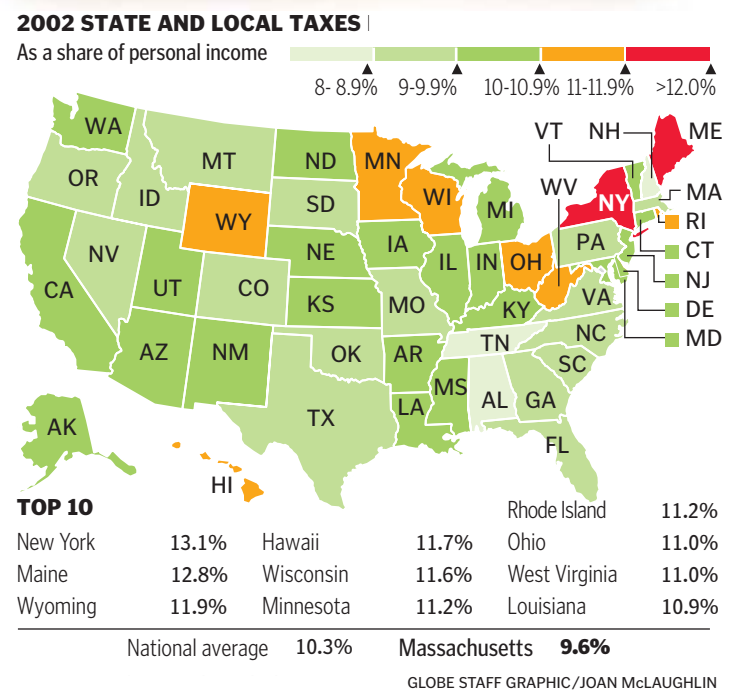 2002 STATE AND LOCAL TAXES
As a share of personal income
8- 8.9% 9-9.9% 10-10.9% 11-11.9% >12.0%
WA
MT
ND
MN
VT
NH
ME
OR
ID
SD
WI
MI
WV
NY
MA
RI
CT
NJ
DE
MD
WY
NV
UT
CO
NE
IA
IL
IN
OH
PA
VA
CA
KS
MO
KY
NC
AZ
NM
OK
AR
TN
SC
TX
LA
MS
AL
GA
FL
AK
HI
TOP 10
New York 13.1%
Maine 12.8%
Wyoming 11.9%
Hawaii 11.7%
Wisconsin 11.6%
Minnesota 11.2%
Rhode Island 11.2%
Ohio 11.0%
West Virginia 11.0%
Louisiana 10.9%
National average 10.3% Massachusetts 9.6%
GLOBE STAFF GRAPHIC/JOAN McLAUGHLIN